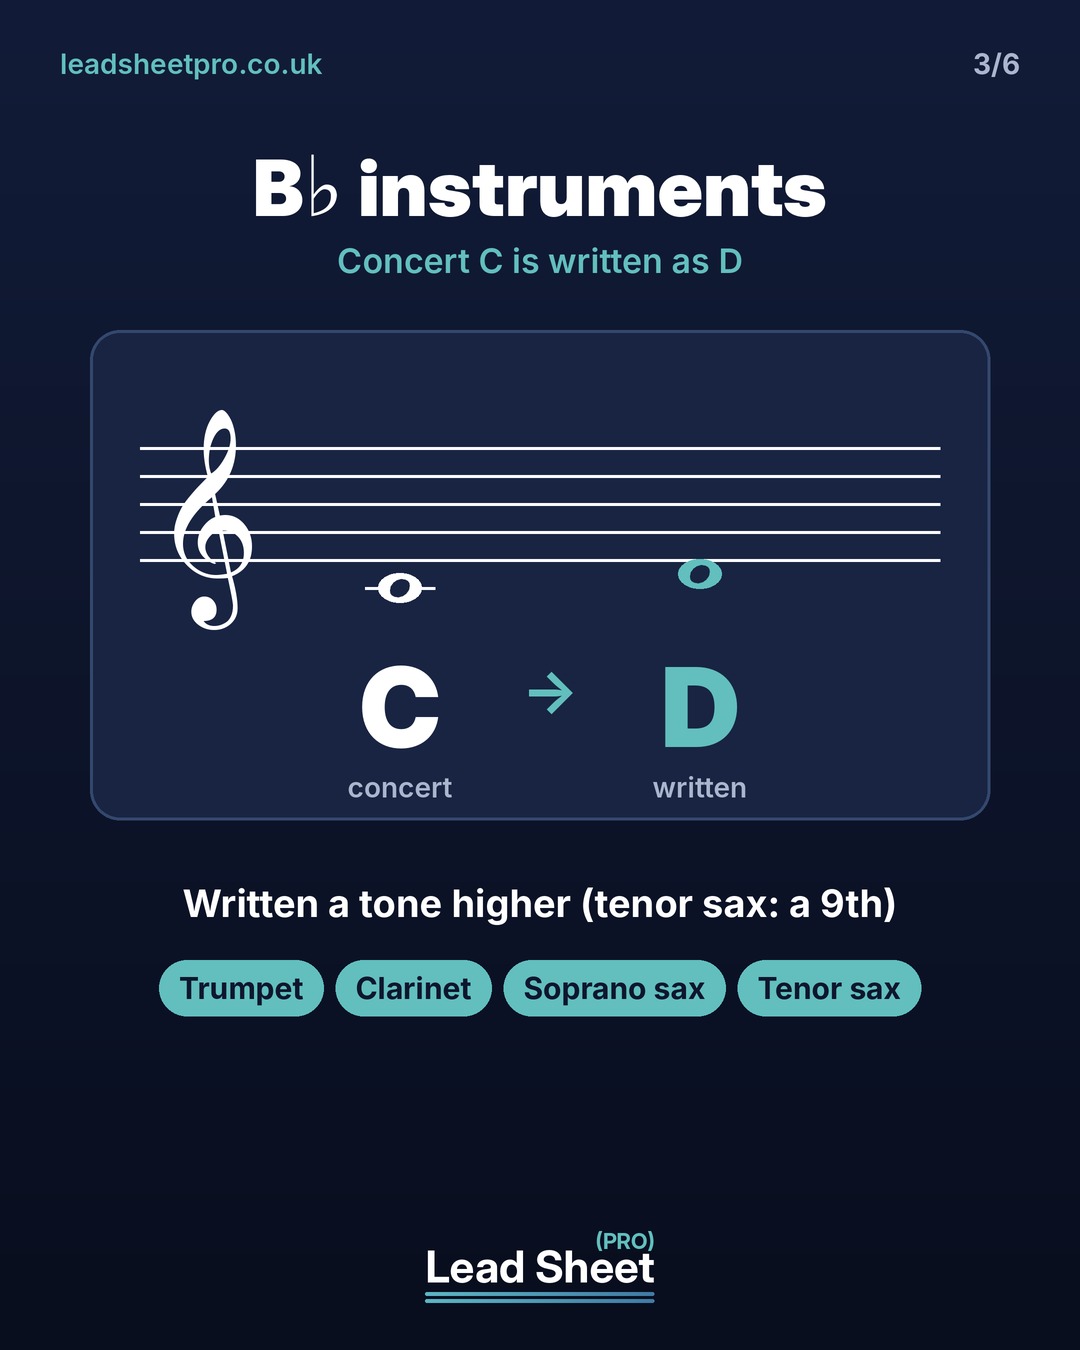 leadsheetpro.co.uk
3/6
B♭ instruments
Concert C is written as D
C → D
concert written
Written a tone higher (tenor sax: a 9th)
Trumpet Clarinet Soprano sax Tenor sax
(PRO)
Lead Sheet